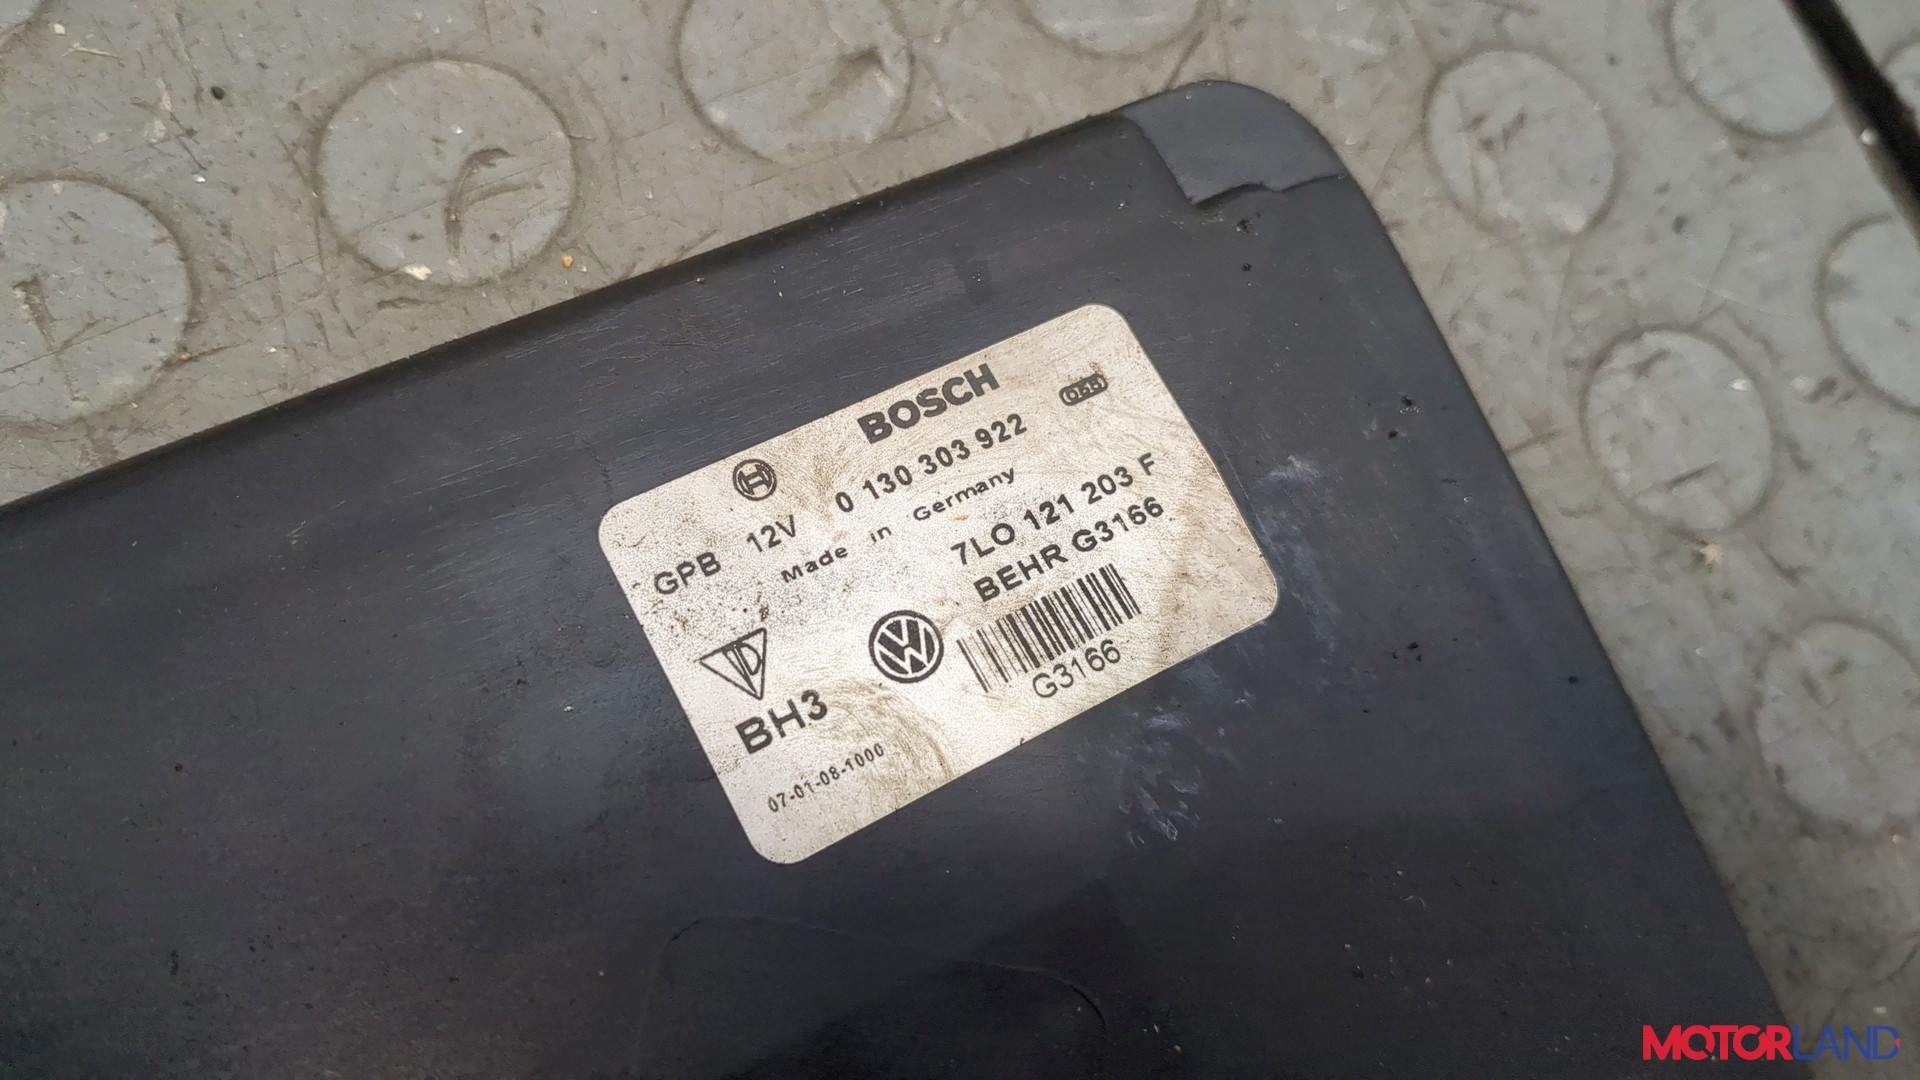 BOSCH
GPB 12V 0 130 303 922
Made in Germany
7LO 121 203 F
BEHR G3166
G3166
BH3
07-01-08-1000
MOTORLAND